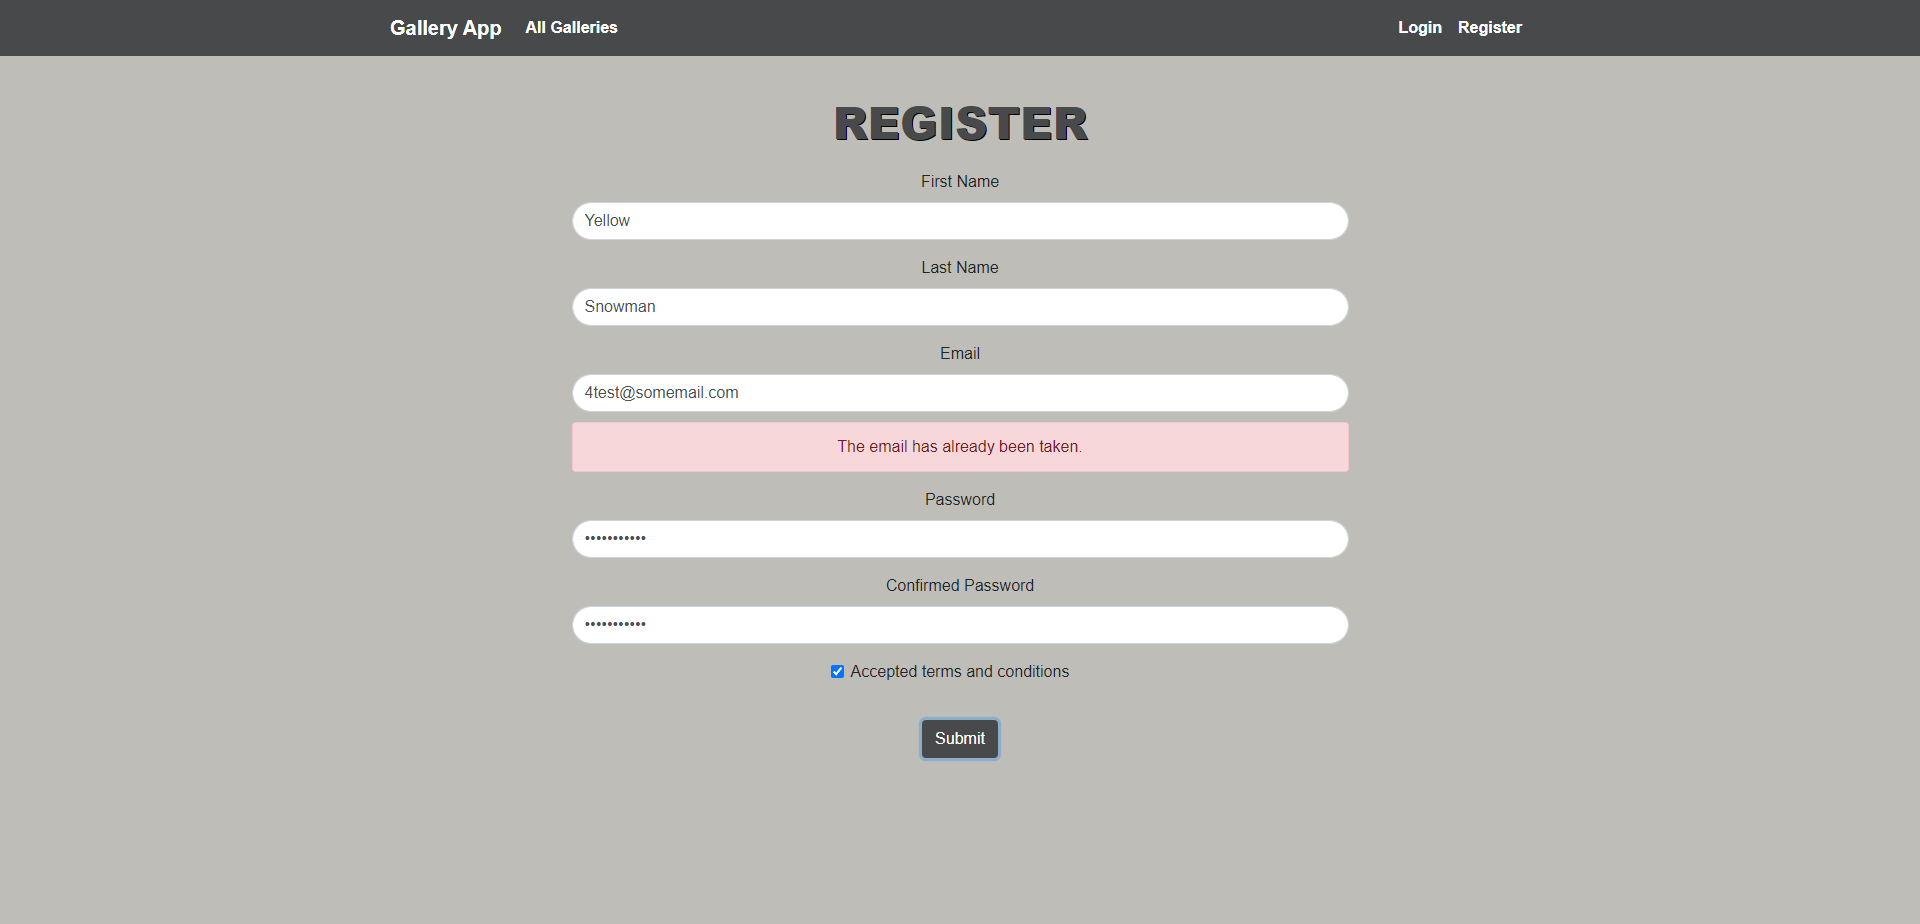 Gallery App All Galleries Login Register
REGISTER
First Name
Yellow
Last Name
Snowman
Email
4test@somemail.com
The email has already been taken.
Password
•••••••••••
Confirmed Password
•••••••••••
Accepted terms and conditions
Submit